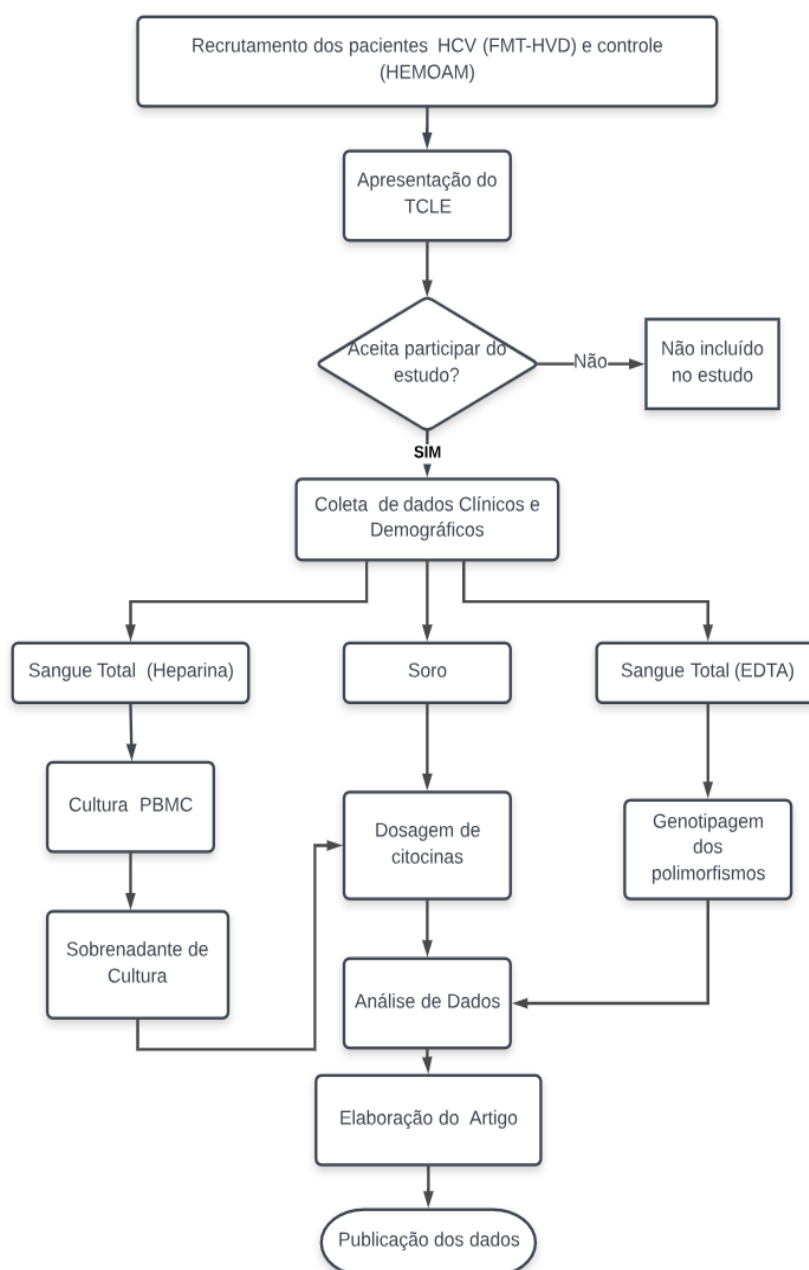 Recrutamento dos pacientes HCV (FMT-HVD) e controle
(HEMOAM)
Apresentação do
TCLE
Aceita participar do
estudo?
Não
Não incluído
no estudo
SIM
Coleta de dados Clínicos e
Demográficos
Sangue Total (Heparina)
Soro
Sangue Total (EDTA)
Cultura PBMC
Dosagem de
citocinas
Genotipagem
dos
polimorfismos
Sobrenadante de
Cultura
Análise de Dados
Elaboração do Artigo
Publicação dos dados